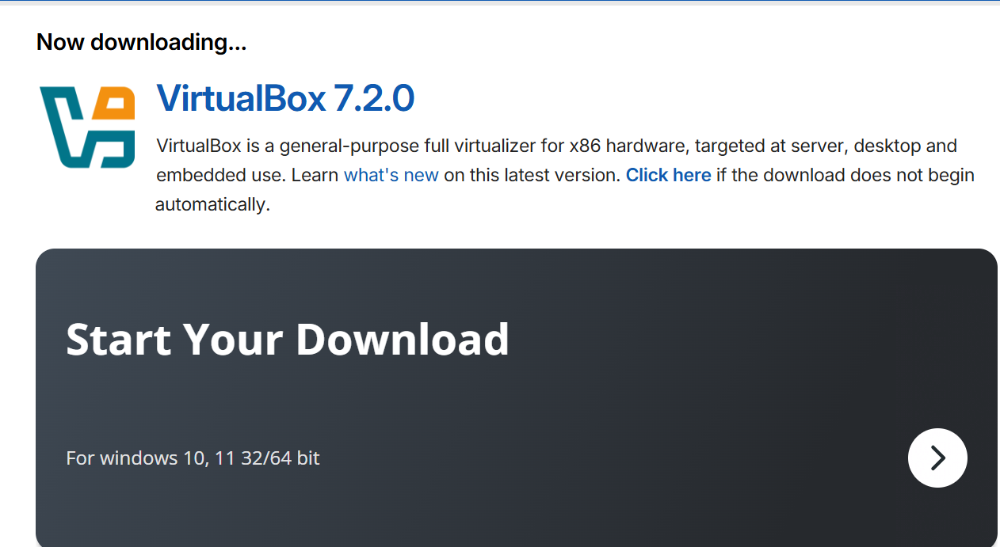 Now downloading...
VirtualBox 7.2.0
VirtualBox is a general-purpose full virtualizer for x86 hardware, targeted at server, desktop and
embedded use. Learn what's new on this latest version. Click here if the download does not begin
automatically.
Start Your Download
For windows 10, 11 32/64 bit